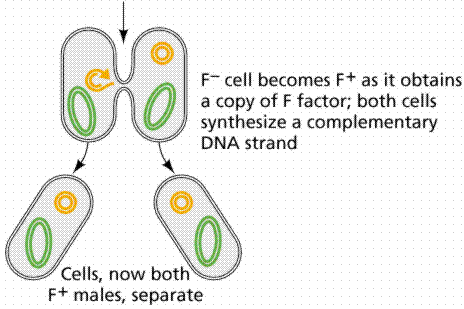 F– cell becomes F+ as it obtains
a copy of F factor; both cells
synthesize a complementary
DNA strand
Cells, now both
F+ males, separate